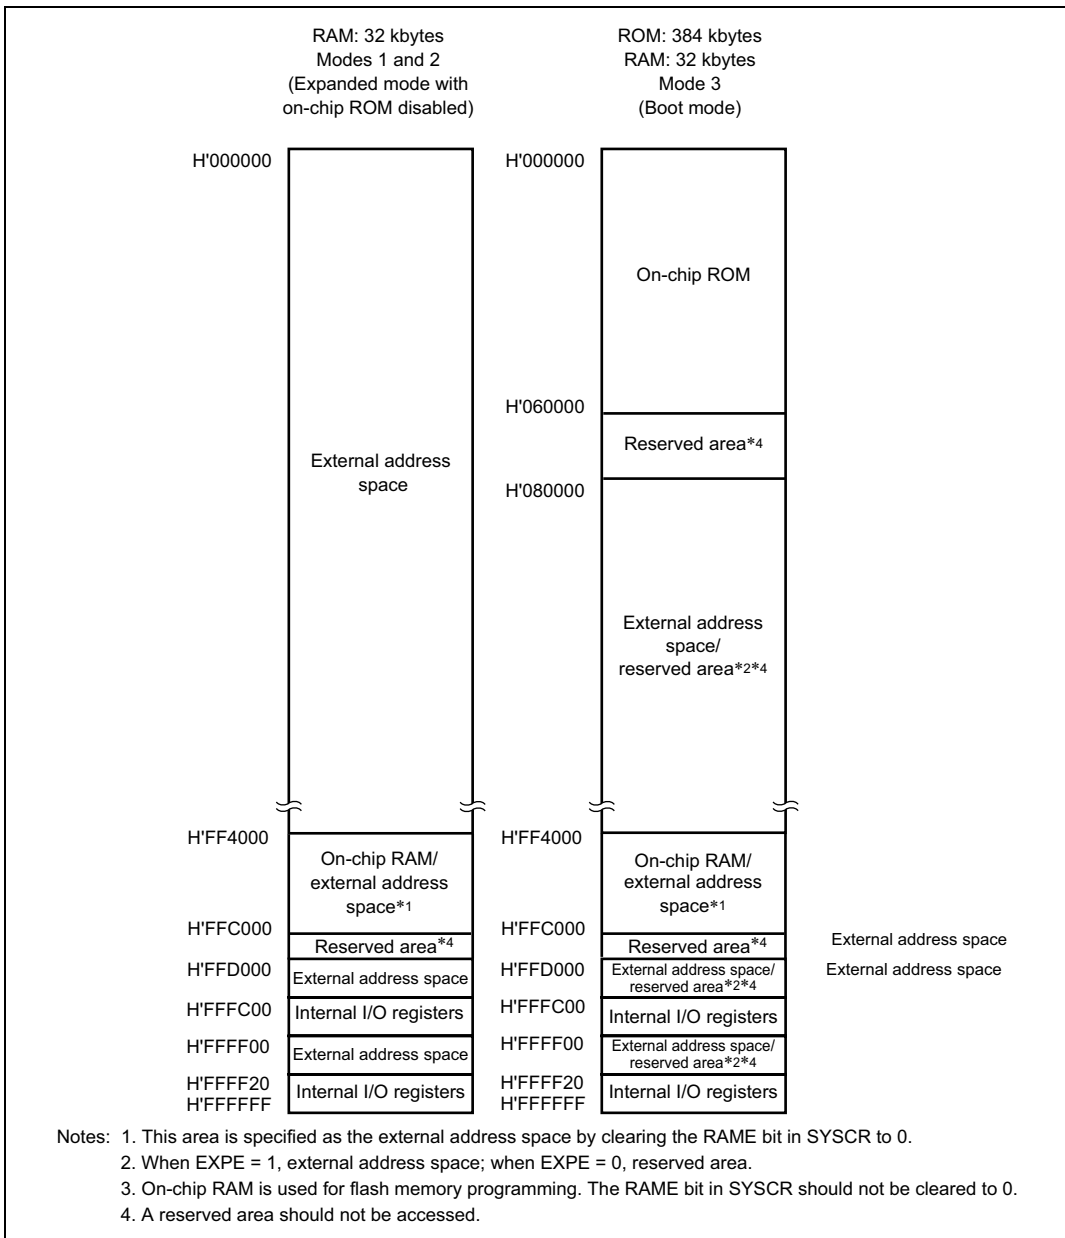 RAM: 32 kbytes
Modes 1 and 2
(Expanded mode with
on-chip ROM disabled)
ROM: 384 kbytes
RAM: 32 kbytes
Mode 3
(Boot mode)
H'000000
External address
space
H'FF4000
On-chip RAM/
external address
space*1
H'FFC000
Reserved area*4
H'FFD000
External address space
H'FFFC00
Internal I/O registers
H'FFFF00
External address space
H'FFFF20
Internal I/O registers
H'FFFFFF
H'000000
On-chip ROM
H'060000
Reserved area*4
H'080000
External address
space/
reserved area*2*4
H'FF4000
On-chip RAM/
external address
space*1
H'FFC000
Reserved area*4
H'FFD000
External address space/
reserved area*2*4
H'FFFC00
Internal I/O registers
H'FFFF00
External address space/
reserved area*2*4
H'FFFF20
Internal I/O registers
H'FFFFFF
External address space
External address space
Notes: 1. This area is specified as the external address space by clearing the RAME bit in SYSCR to 0.
2. When EXPE = 1, external address space; when EXPE = 0, reserved area.
3. On-chip RAM is used for flash memory programming. The RAME bit in SYSCR should not be cleared to 0.
4. A reserved area should not be accessed.